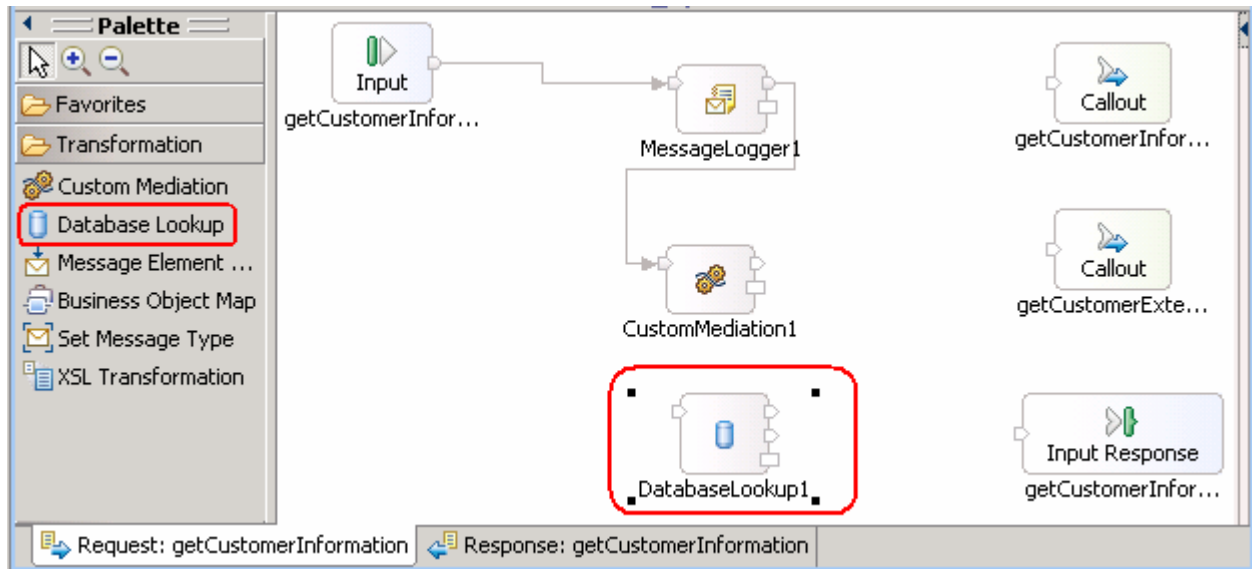 Palette
Favorites
Transformation
Custom Mediation
Database Lookup
Message Element ...
Business Object Map
Set Message Type
XSL Transformation
Input
getCustomerInfor...
MessageLogger1
CustomMediation1
DatabaseLookup1
Callout
getCustomerInfor...
Callout
getCustomerExte...
Input Response
getCustomerInfor...
Request: getCustomerInformation
Response: getCustomerInformation